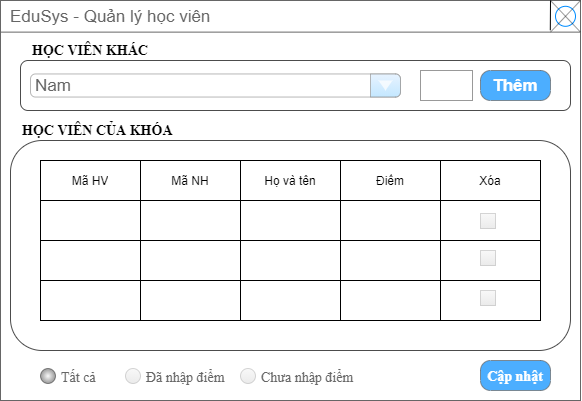 EduSys - Quản lý học viên
HỌC VIÊN KHÁC
Nam
Thêm
HỌC VIÊN CỦA KHÓA
Mã HV Mã NH Họ và tên Điểm Xóa
Tất cả Đã nhập điểm Chưa nhập điểm Cập nhật